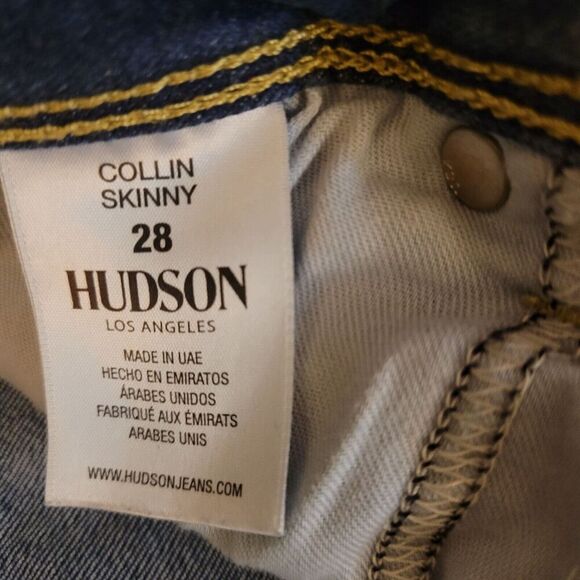 COLLIN
SKINNY
28
HUDSON
LOS ANGELES
MADE IN UAE
HECHO EN EMIRATOS
ÁRABES UNIDOS
FABRIQUÉ AUX ÉMIRATS
ARABES UNIS
WWW.HUDSONJEANS.COM